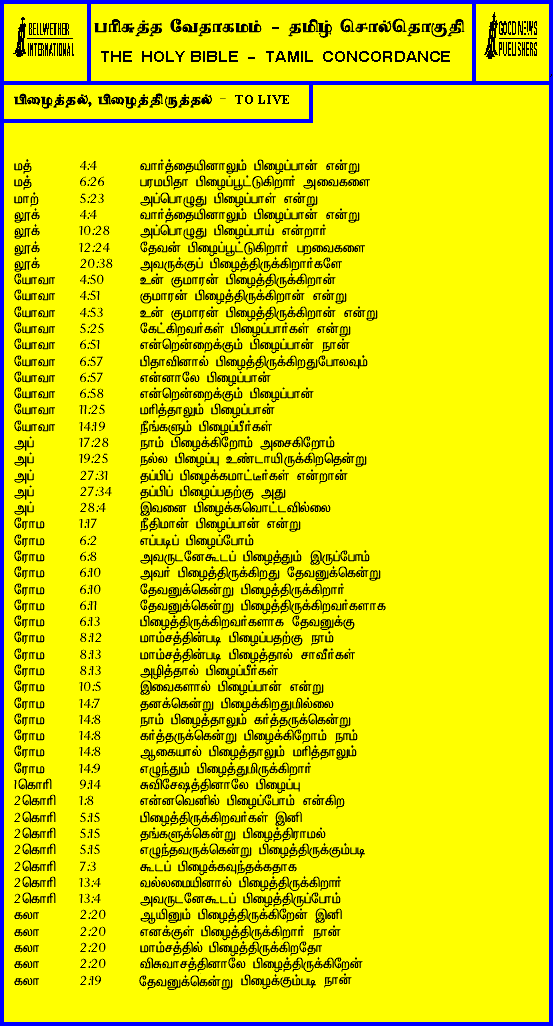 BELLWETHER
INTERNATIONAL
பரிசுத்த வேதாகமம் - தமிழ் சொல்தொகுதி
THE HOLY BIBLE - TAMIL CONCORDANCE
GOOD NEWS
PUBLISHERS
பிழைத்தல், பிழைத்திருத்தல் - TO LIVE
மத் 4:4 வார்த்தையினாலும் பிழைப்பான் என்று
மத் 6:26 பரமபிதா பிழைப்பூட்டுகிறார் அவைகளை
மாற் 5:23 அப்பொழுது பிழைப்பாள் என்று
லூக் 4:4 வார்த்தையினாலும் பிழைப்பான் என்று
லூக் 10:28 அப்பொழுது பிழைப்பாய் என்றார்
லூக் 12:24 தேவன் பிழைப்பூட்டுகிறார் பறவைகளை
லூக் 20:38 அவருக்குப் பிழைத்திருக்கிறார்களே
யோவா 4:50 உன் குமாரன் பிழைத்திருக்கிறான்
யோவா 4:51 குமாரன் பிழைத்திருக்கிறான் என்று
யோவா 4:53 உன் குமாரன் பிழைத்திருக்கிறான் என்று
யோவா 5:25 கேட்கிறவர்கள் பிழைப்பார்கள் என்று
யோவா 6:51 என்றென்றைக்கும் பிழைப்பான் நான்
யோவா 6:57 பிதாவினால் பிழைத்திருக்கிறதுபோலவும்
யோவா 6:57 என்னாலே பிழைப்பான்
யோவா 6:58 என்றென்றைக்கும் பிழைப்பான்
யோவா 11:25 மரித்தாலும் பிழைப்பான்
யோவா 14:19 நீங்களும் பிழைப்பீர்கள்
அப் 17:28 நாம் பிழைக்கிறோம் அசைகிறோம்
அப் 19:25 நல்ல பிழைப்பு உண்டாயிருக்கிறதென்று
அப் 27:31 தப்பிப் பிழைக்கமாட்டீர்கள் என்றான்
அப் 27:34 தப்பிப் பிழைப்பதற்கு அது
அப் 28:4 இவனை பிழைக்கவொட்டவில்லை
ரோம 1:17 நீதிமான் பிழைப்பான் என்று
ரோம 6:2 எப்படிப் பிழைப்போம்
ரோம 6:8 அவருடனேகூடப் பிழைத்தும் இருப்போம்
ரோம 6:10 அவர் பிழைத்திருக்கிறது தேவனுக்கென்று
ரோம 6:10 தேவனுக்கென்று பிழைத்திருக்கிறார்
ரோம 6:11 தேவனுக்கென்று பிழைத்திருக்கிறவர்களாக
ரோம 6:13 பிழைத்திருக்கிறவர்களாக தேவனுக்கு
ரோம 8:12 மாம்சத்தின்படி பிழைப்பதற்கு நாம்
ரோம 8:13 மாம்சத்தின்படி பிழைத்தால் சாவீர்கள்
ரோம 8:13 அழித்தால் பிழைப்பீர்கள்
ரோம 10:5 இவைகளால் பிழைப்பான் என்று
ரோம 14:7 தனக்கென்று பிழைக்கிறதுமில்லை
ரோம 14:8 நாம் பிழைத்தாலும் கர்த்தருக்கென்று
ரோம 14:8 கர்த்தருக்கென்று பிழைக்கிறோம் நாம்
ரோம 14:8 ஆகையால் பிழைத்தாலும் மரித்தாலும்
ரோம 14:9 எழுந்தும் பிழைத்துமிருக்கிறார்
1கொரி 9:14 சுவிசேஷத்தினாலே பிழைப்பு
2கொரி 1:8 என்னவெனில் பிழைப்போம் என்கிற
2கொரி 5:15 பிழைத்திருக்கிறவர்கள் இனி
2கொரி 5:15 தங்களுக்கென்று பிழைத்திராமல்
2கொரி 5:15 எழுந்தவருக்கென்று பிழைத்திருக்கும்படி
2கொரி 7:3 கூடப் பிழைக்கவுந்தக்கதாக
2கொரி 13:4 வல்லமையினால் பிழைத்திருக்கிறார்
2கொரி 13:4 அவருடனேகூடப் பிழைத்திருப்போம்
கலா 2:20 ஆயினும் பிழைத்திருக்கிறேன் இனி
கலா 2:20 எனக்குள் பிழைத்திருக்கிறார் நான்
கலா 2:20 மாம்சத்தில் பிழைத்திருக்கிறதோ
கலா 2:20 விசுவாசத்தினாலே பிழைத்திருக்கிறேன்
கலா 2:19 தேவனுக்கென்று பிழைக்கும்படி நான்